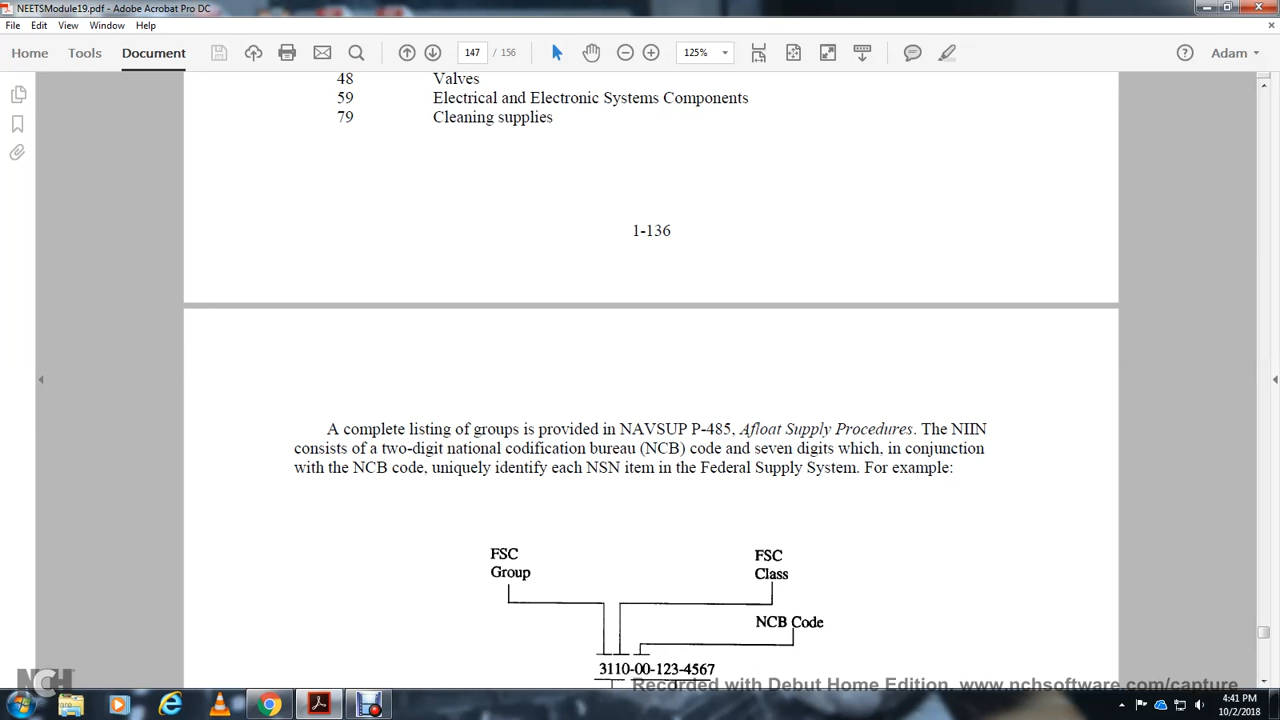 NEETSModule19.pdf - Adobe Acrobat Pro DC
File Edit View Window Help
Home Tools Document 147 / 156 125% Adam
48 Valves
59 Electrical and Electronic Systems Components
79 Cleaning supplies
1-136
A complete listing of groups is provided in NAVSUP P-485, Afloat Supply Procedures. The NIIN
consists of a two-digit national codification bureau (NCB) code and seven digits which, in conjunction
with the NCB code, uniquely identify each NSN item in the Federal Supply System. For example:
FSC
Group
FSC
Class
NCB Code
3110-00-123-4567
NCH
Recorded with Debut Home Edition. www.nchsoftware.com/capture
4:41 PM
10/2/2018